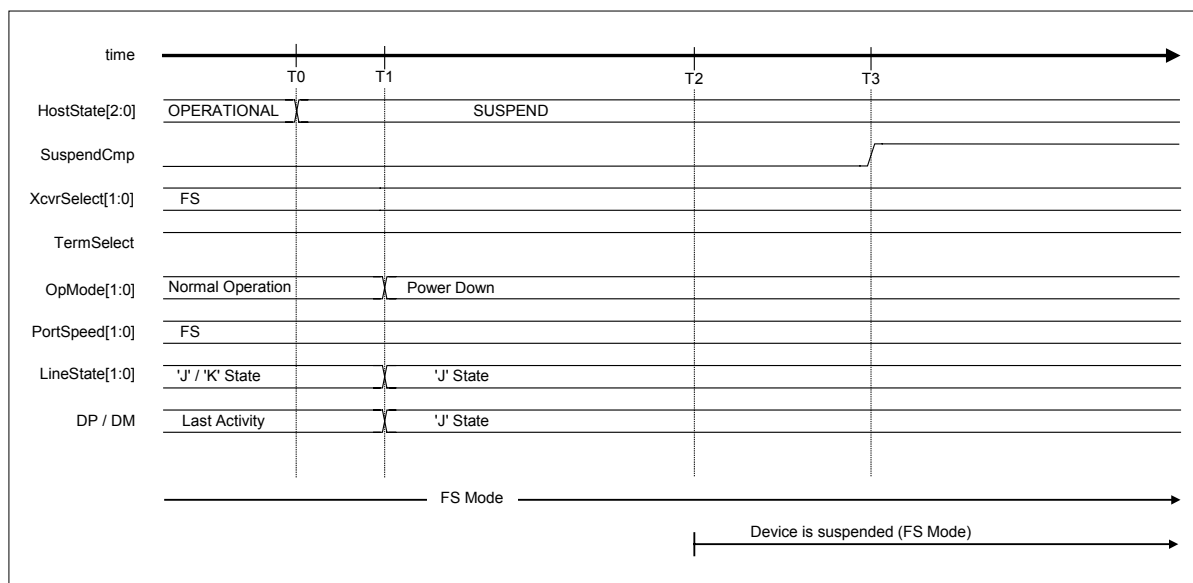 time
T0 T1 T2 T3
HostState[2:0] OPERATIONAL SUSPEND
SuspendCmp
XcvrSelect[1:0] FS
TermSelect
OpMode[1:0] Normal Operation Power Down
PortSpeed[1:0] FS
LineState[1:0] 'J' / 'K' State 'J' State
DP / DM Last Activity 'J' State
FS Mode
Device is suspended (FS Mode)